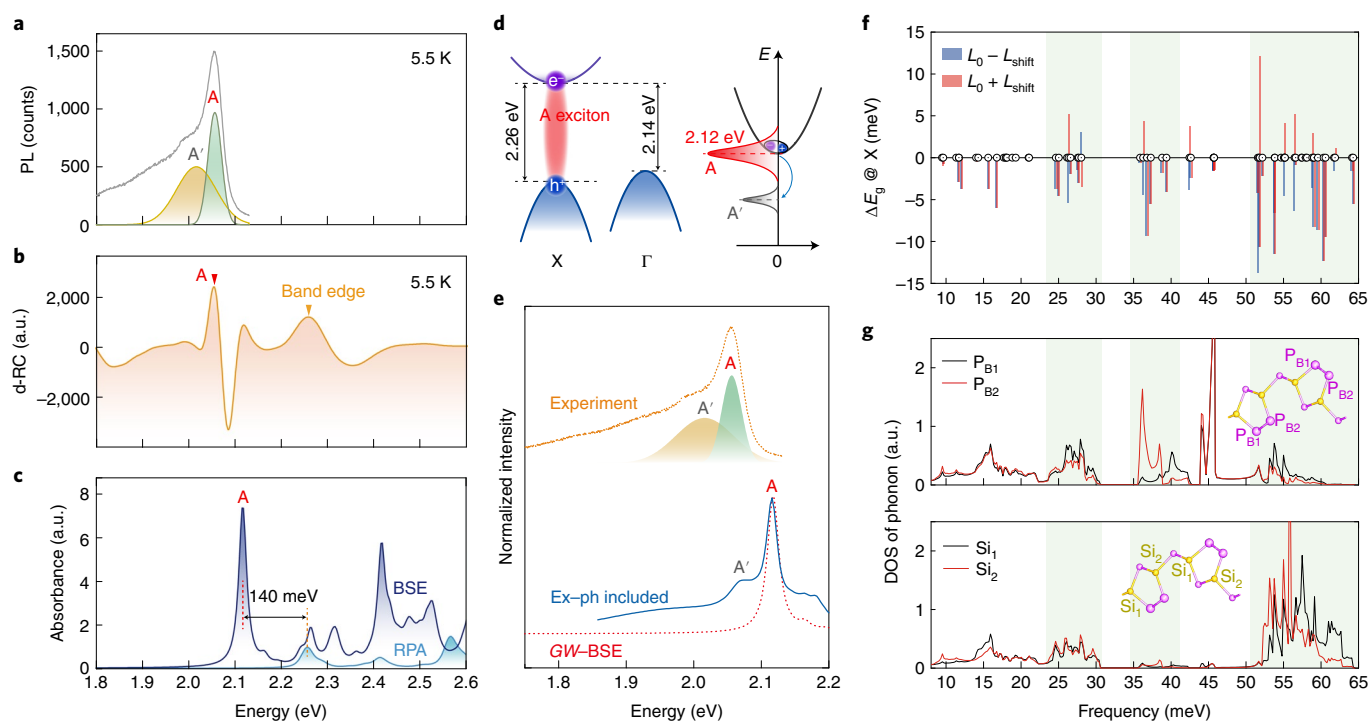 a
PL (counts)
1,500
1,000
500
0
5.5 K
A
A′
b
d-RC (a.u.)
2,000
0
−2,000
A
Band edge
5.5 K
c
Absorbance (a.u.)
8
6
4
2
0
A
140 meV
BSE
RPA
1.8 1.9 2.0 2.1 2.2 2.3 2.4 2.5 2.6
Energy (eV)
d
e−
A exciton
2.26 eV
2.14 eV
h+
X
Γ
E
2.12 eV
− +
A
A′
0
e
Normalized intensity
A
A′
Experiment
A
A′
Ex–ph included
GW–BSE
1.8 2.0 2.2
Energy (eV)
f
ΔEg @ X (meV)
15
10
5
0
−5
−10
−15
L0 − Lshift
L0 + Lshift
10 15 20 25 30 35 40 45 50 55 60 65
g
DOS of phonon (a.u.)
2
1
0
PB1
PB2
PB1
PB2
PB1
PB2
2
1
0
Si1
Si2
Si2
Si1
Si2
Si1
10 15 20 25 30 35 40 45 50 55 60 65
Frequency (meV)